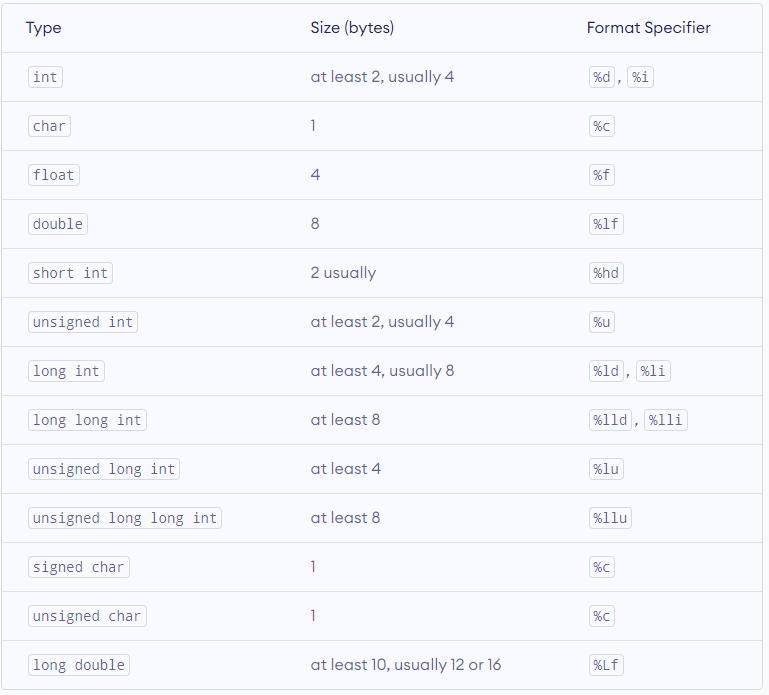 Type Size (bytes) Format Specifier
int at least 2, usually 4 %d, %i
char 1 %c
float 4 %f
double 8 %lf
short int 2 usually %hd
unsigned int at least 2, usually 4 %u
long int at least 4, usually 8 %ld, %li
long long int at least 8 %lld, %lli
unsigned long int at least 4 %lu
unsigned long long int at least 8 %llu
signed char 1 %c
unsigned char 1 %c
long double at least 10, usually 12 or 16 %Lf